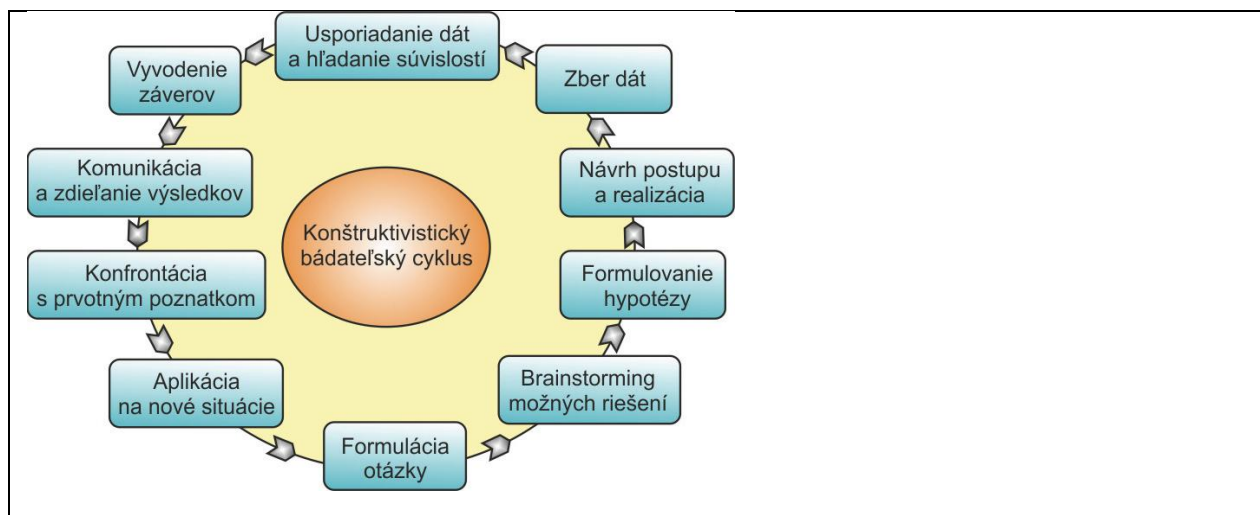 Usporiadanie dát
a hľadanie súvislostí
Vyvodenie
záverov
Zber dát
Komunikácia
a zdieľanie výsledkov
Návrh postupu
a realizácia
Konštruktivistický
bádateľský cyklus
Konfrontácia
s prvotným poznatkom
Formulovanie
hypotézy
Aplikácia
na nové situácie
Brainstorming
možných riešení
Formulácia
otázky